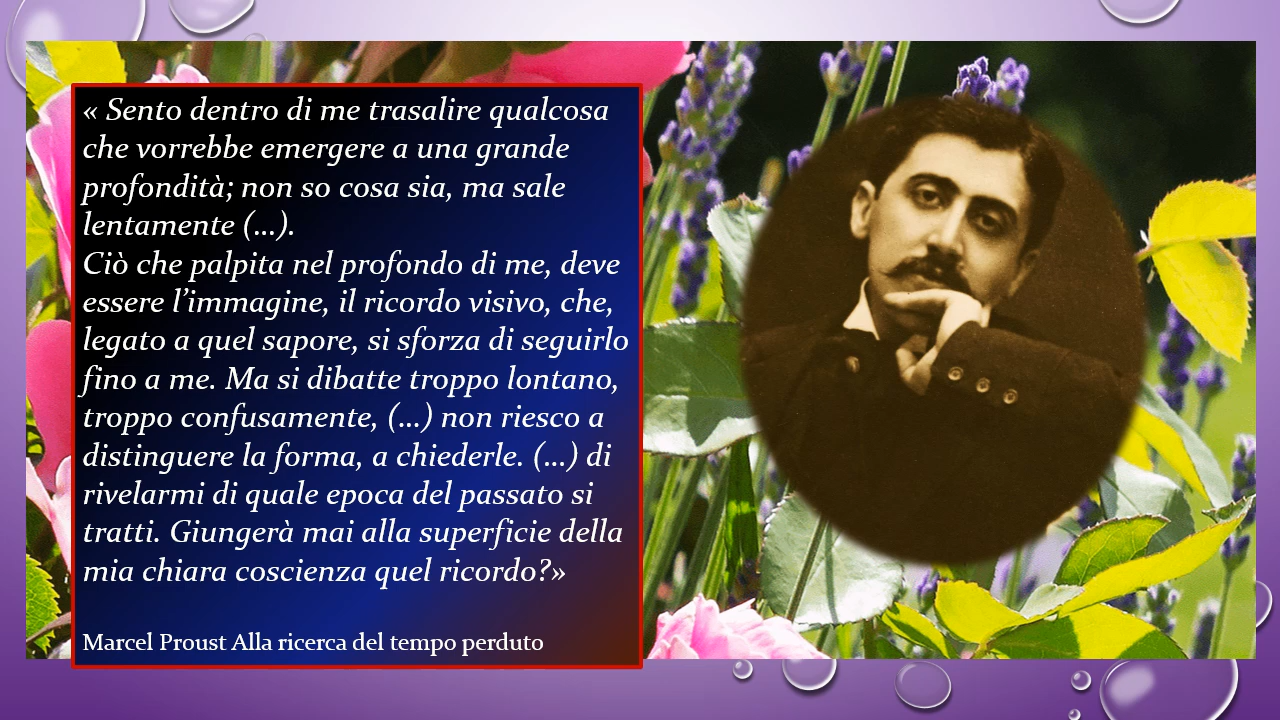 « Sento dentro di me trasalire qualcosa
che vorrebbe emergere a una grande
profondità; non so cosa sia, ma sale
lentamente (…).
Ciò che palpita nel profondo di me, deve
essere l’immagine, il ricordo visivo, che,
legato a quel sapore, si sforza di seguirlo
fino a me. Ma si dibatte troppo lontano,
troppo confusamente, (…) non riesco a
distinguere la forma, a chiederle. (…) di
rivelarmi di quale epoca del passato si
tratti. Giungerà mai alla superficie della
mia chiara coscienza quel ricordo?»
Marcel Proust Alla ricerca del tempo perduto